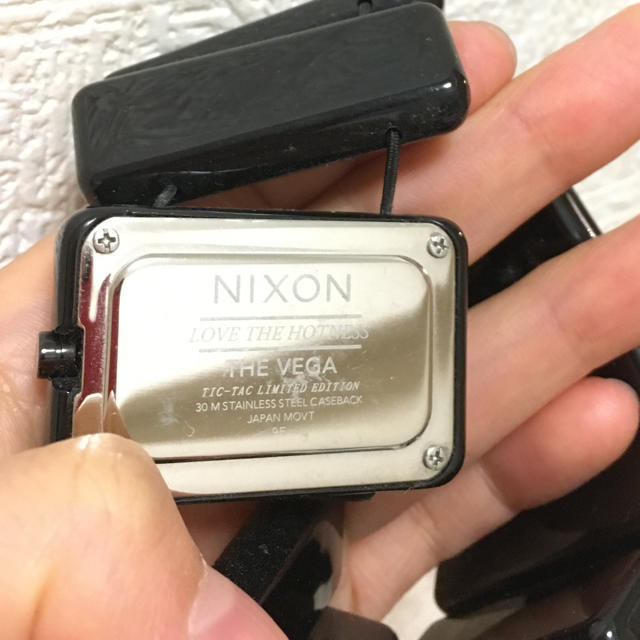 NIXON
LOVE THE HOTNESS
THE VEGA
TIC-TAC LIMITED EDITION
30 M STAINLESS STEEL CASEBACK
JAPAN MOVT